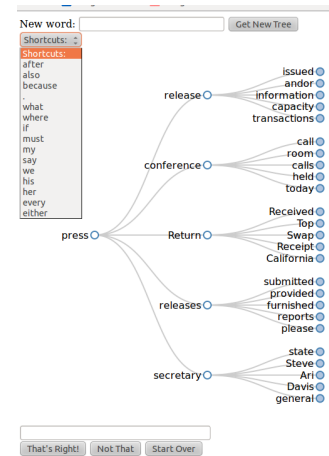 New word: Get New Tree
Shortcuts:
Shortcuts:
after
also
because
.
what
where
if
must
my
say
we
his
her
every
either
press
release
issued
andor
information
capacity
transactions
conference
call
room
calls
held
today
Return
Received
Top
Swap
Receipt
California
releases
submitted
provided
furnished
reports
please
secretary
state
Steve
Ari
Davis
general
That's Right! Not That Start Over